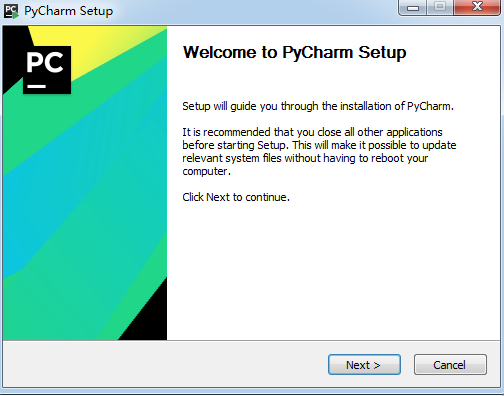 PC PyCharm Setup
PC
Welcome to PyCharm Setup
Setup will guide you through the installation of PyCharm.
It is recommended that you close all other applications
before starting Setup. This will make it possible to update
relevant system files without having to reboot your
computer.
Click Next to continue.
Next >
Cancel